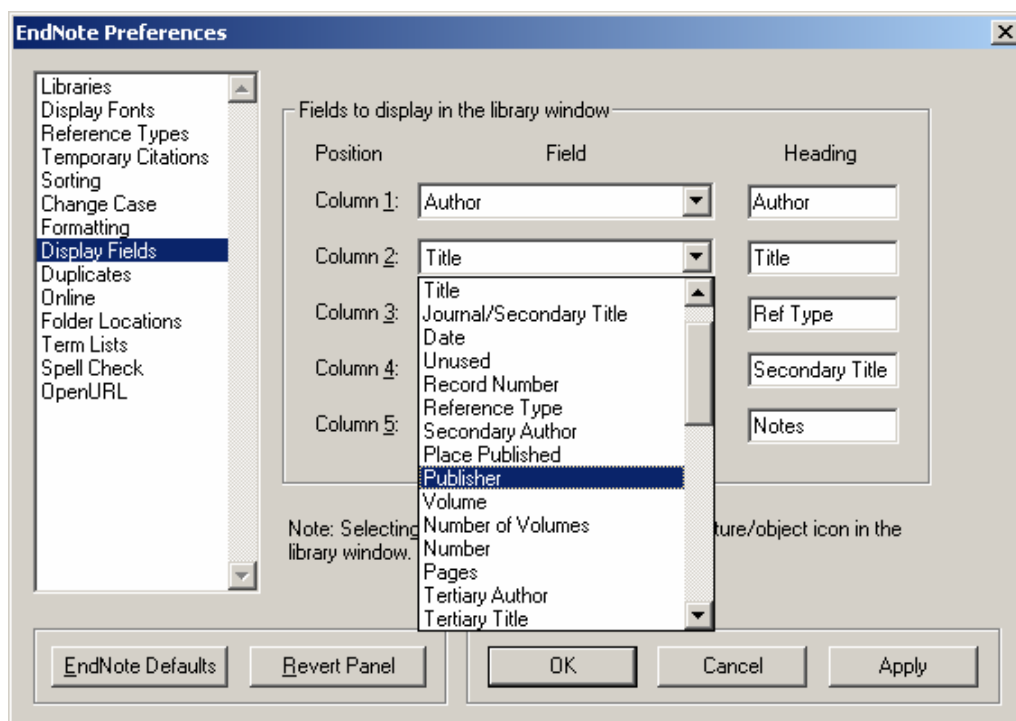 EndNote Preferences
Libraries
Display Fonts
Reference Types
Temporary Citations
Sorting
Change Case
Formatting
Display Fields
Duplicates
Online
Folder Locations
Term Lists
Spell Check
OpenURL
Fields to display in the library window
Position Field Heading
Column 1: Author Author
Column 2: Title Title
Column 3: Ref Type
Column 4: Secondary Title
Column 5: Notes
Title
Journal/Secondary Title
Date
Unused
Record Number
Reference Type
Secondary Author
Place Published
Publisher
Volume
Number of Volumes
Number
Pages
Tertiary Author
Tertiary Title
Note: Selecting ture/object icon in the
library window.
EndNote Defaults Revert Panel OK Cancel Apply